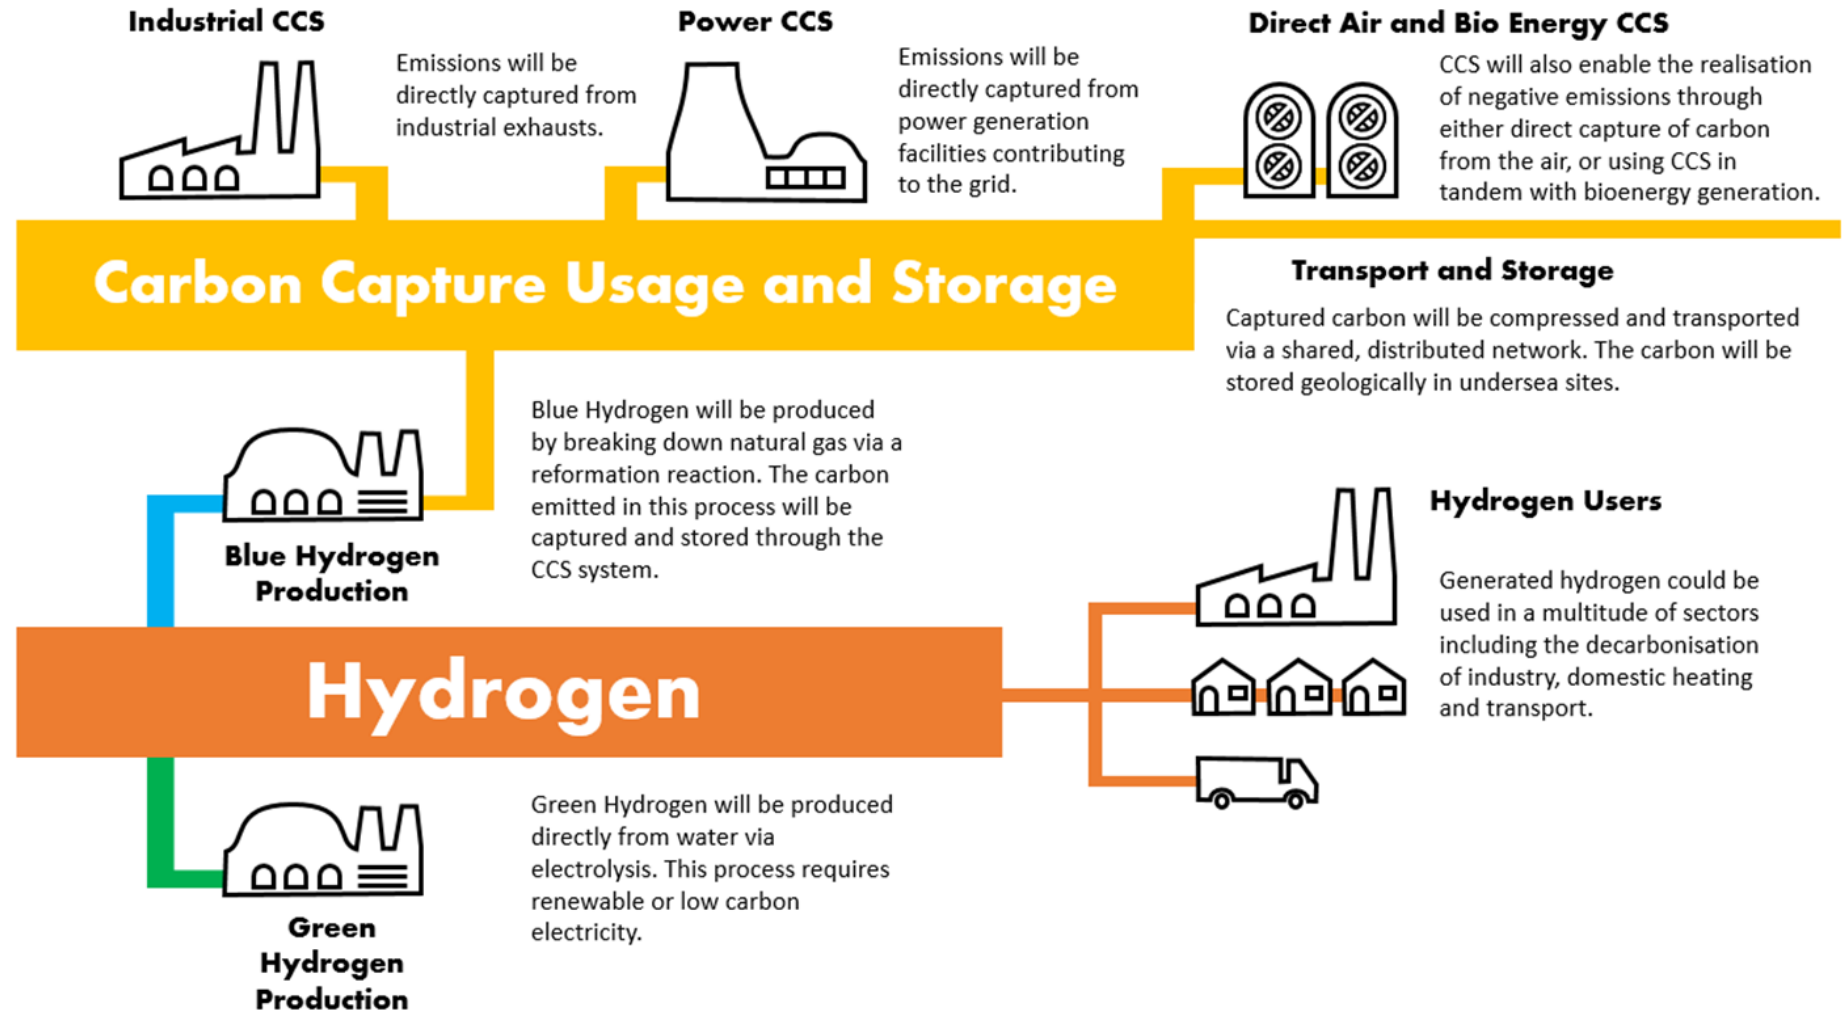 Industrial CCS
Emissions will be
directly captured from
industrial exhausts.
Power CCS
Emissions will be
directly captured from
power generation
facilities contributing
to the grid.
Direct Air and Bio Energy CCS
CCS will also enable the realisation
of negative emissions through
either direct capture of carbon
from the air, or using CCS in
tandem with bioenergy generation.
Carbon Capture Usage and Storage
Transport and Storage
Captured carbon will be compressed and transported
via a shared, distributed network. The carbon will be
stored geologically in undersea sites.
Blue Hydrogen will be produced
by breaking down natural gas via a
reformation reaction. The carbon
emitted in this process will be
captured and stored through the
CCS system.
Blue Hydrogen
Production
Hydrogen Users
Generated hydrogen could be
used in a multitude of sectors
including the decarbonisation
of industry, domestic heating
and transport.
Hydrogen
Green Hydrogen will be produced
directly from water via
electrolysis. This process requires
renewable or low carbon
electricity.
Green
Hydrogen
Production